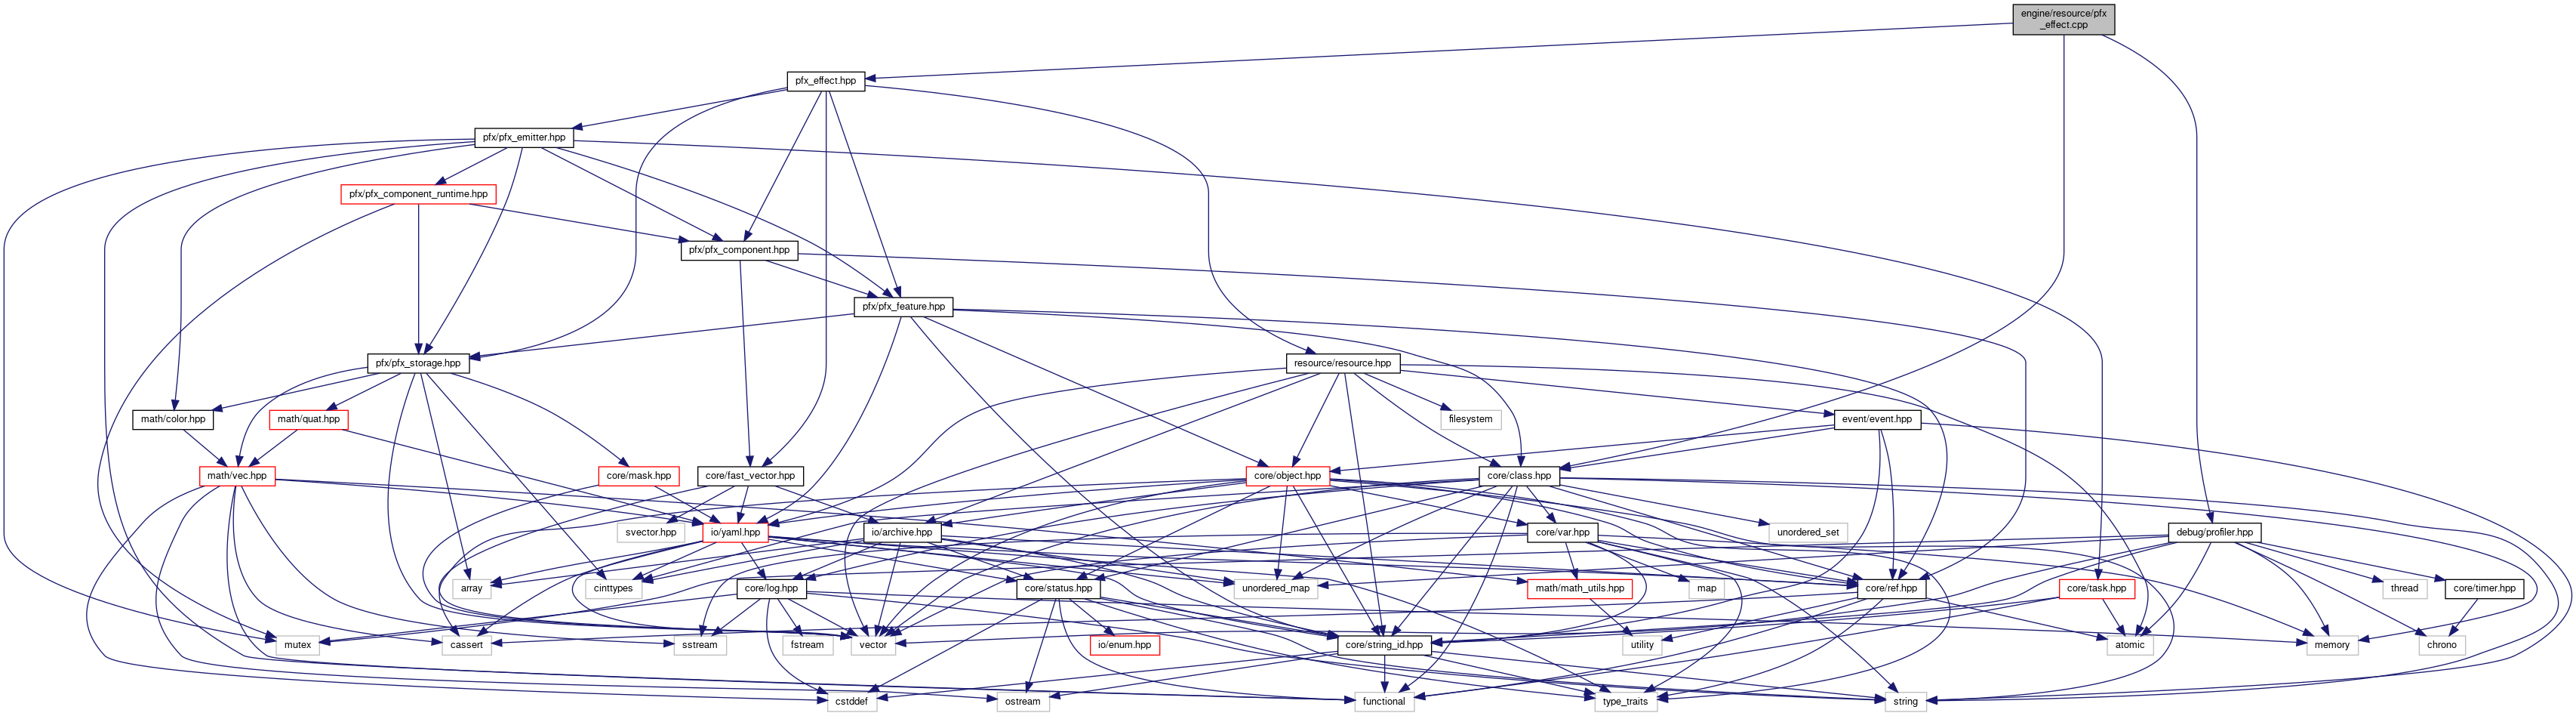 engine/resource/pfx
_effect.cpp
pfx_effect.hpp
pfx/pfx_emitter.hpp
pfx/pfx_component_runtime.hpp
pfx/pfx_component.hpp
pfx/pfx_feature.hpp
pfx/pfx_storage.hpp
resource/resource.hpp
math/color.hpp
math/quat.hpp
filesystem
event/event.hpp
math/vec.hpp
core/mask.hpp
core/fast_vector.hpp
core/object.hpp
core/class.hpp
svector.hpp
io/yaml.hpp
io/archive.hpp
core/var.hpp
unordered_set
debug/profiler.hpp
array
cinttypes
core/log.hpp
core/status.hpp
unordered_map
math/math_utils.hpp
map
core/ref.hpp
core/task.hpp
thread
core/timer.hpp
mutex
cassert
sstream
fstream
vector
io/enum.hpp
core/string_id.hpp
utility
atomic
memory
chrono
cstddef
ostream
functional
type_traits
string